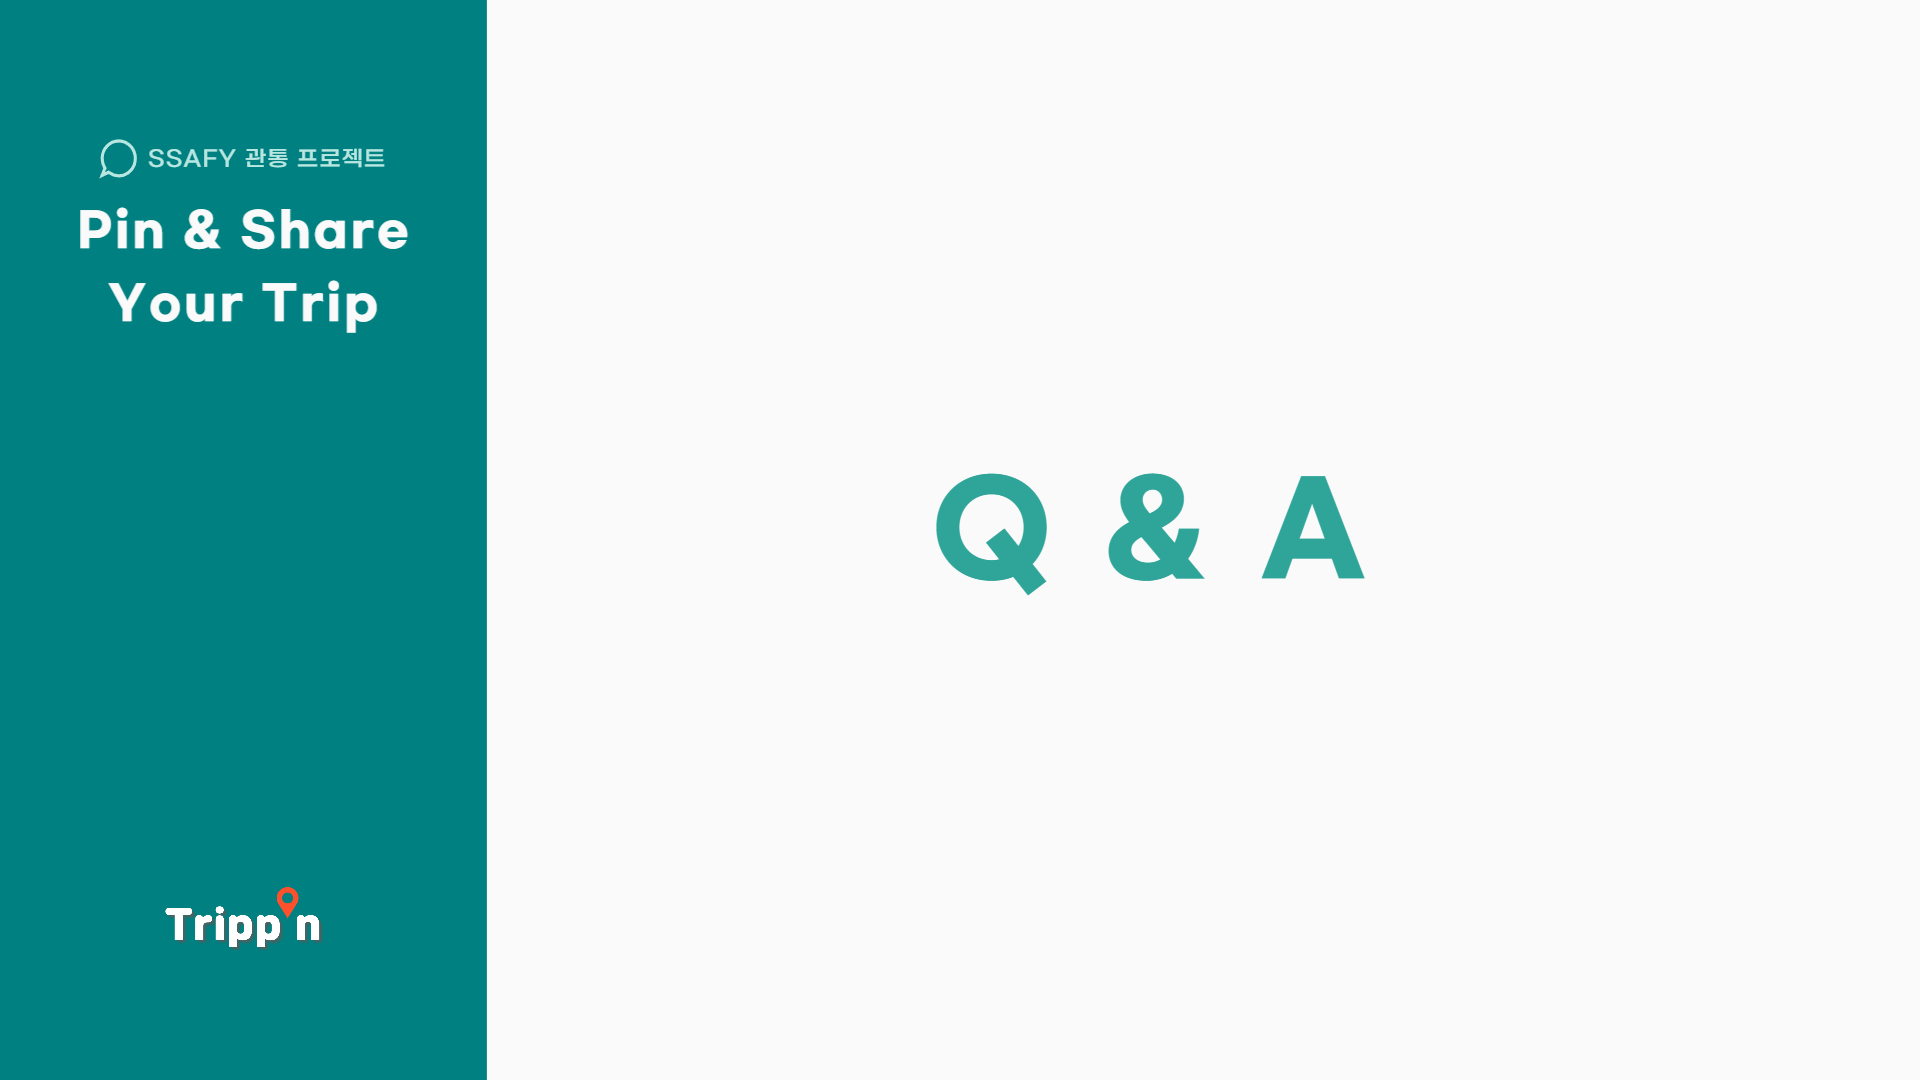 SSAFY 관통 프로젝트
Pin & Share
Your Trip
Q & A
Tripp'n